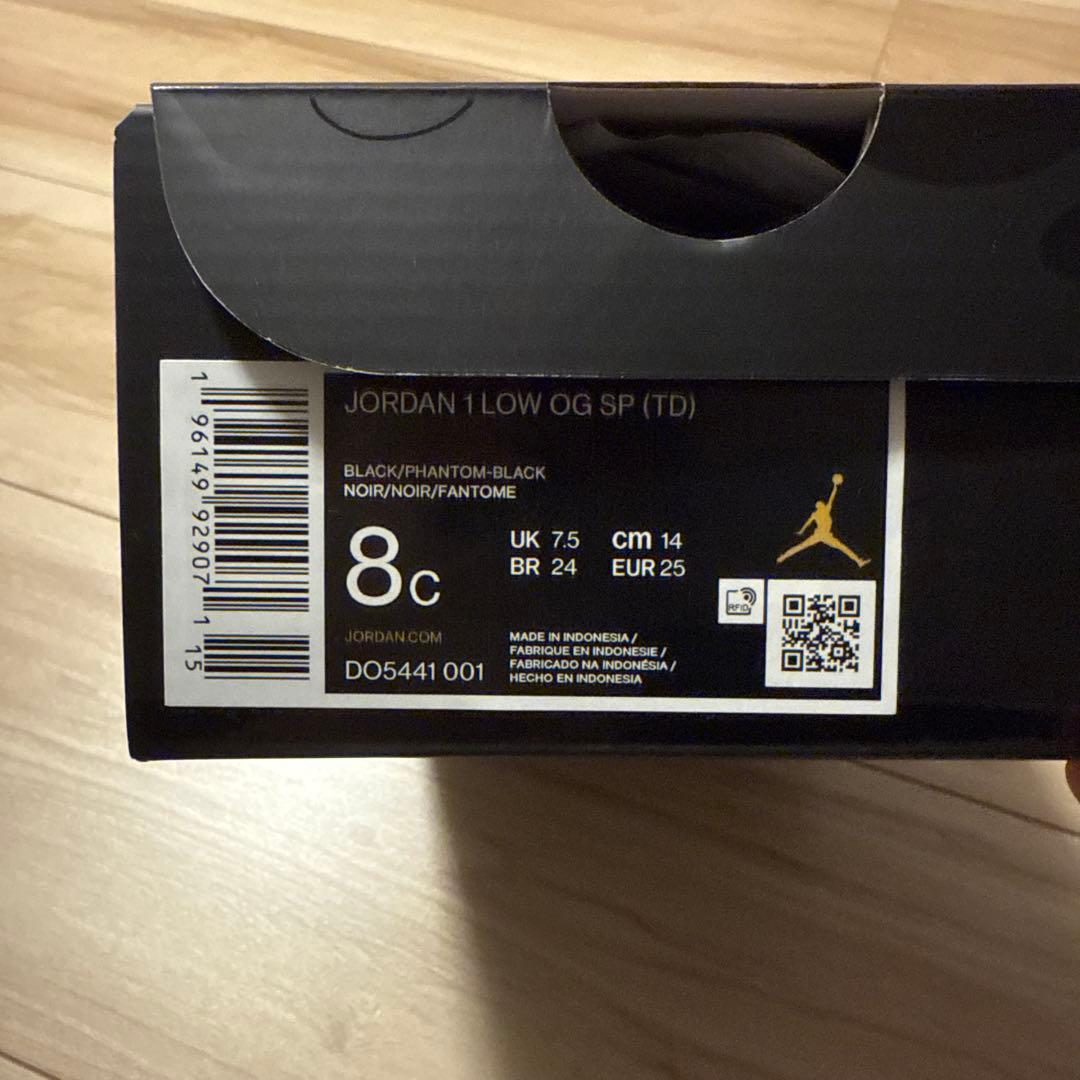 JORDAN 1 LOW OG SP (TD)
BLACK/PHANTOM-BLACK
NOIR/NOIR/FANTOME
8C
UK 7.5 cm 14
BR 24 EUR 25
RFID
JORDAN.COM
DO5441 001
MADE IN INDONESIA /
FABRIQUE EN INDONESIE /
FABRICADO NA INDONÉSIA /
HECHO EN INDONESIA
1 96149 92907 1 15